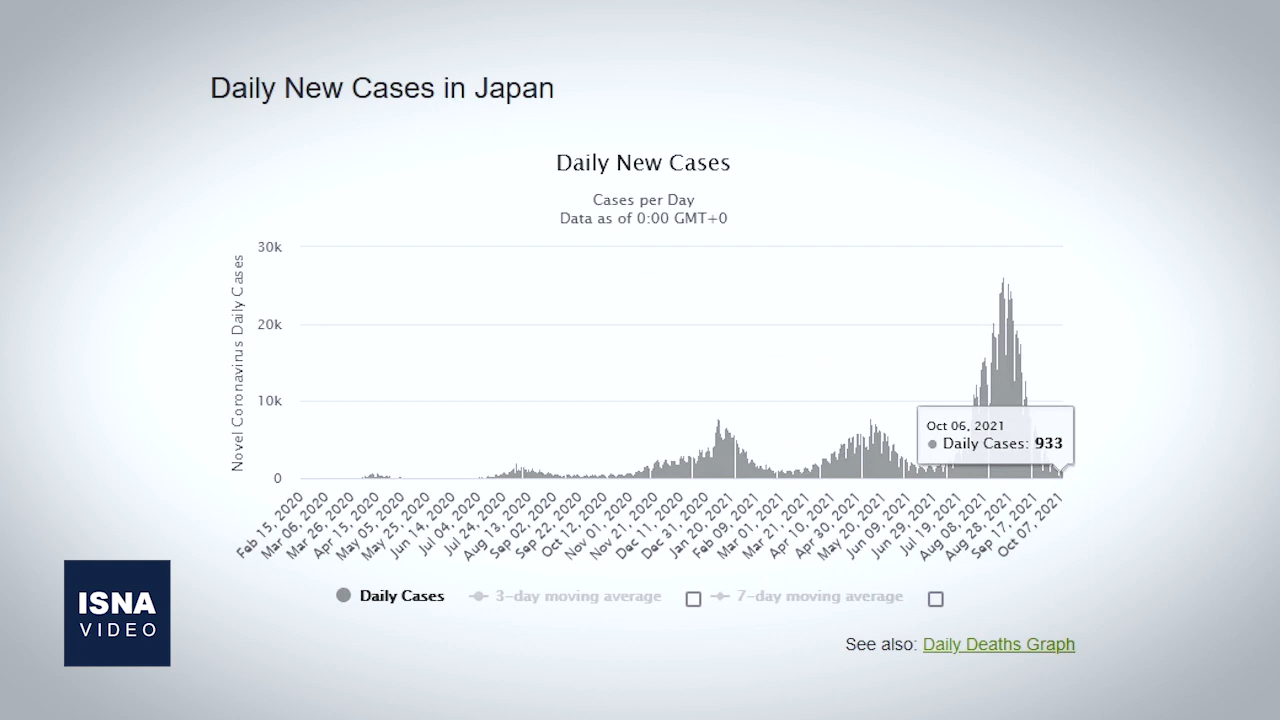 Daily New Cases in Japan
Daily New Cases
Cases per Day
Data as of 0:00 GMT+0
Novel Coronavirus Daily Cases
30k
20k
10k
0
Oct 06, 2021
Daily Cases: 933
Feb 15, 2020
Mar 06, 2020
Mar 26, 2020
Apr 15, 2020
May 05, 2020
May 25, 2020
Jun 14, 2020
Jul 04, 2020
Jul 24, 2020
Aug 13, 2020
Sep 02, 2020
Sep 22, 2020
Oct 12, 2020
Nov 01, 2020
Nov 21, 2020
Dec 11, 2020
Dec 31, 2020
Jan 20, 2021
Feb 09, 2021
Mar 01, 2021
Mar 21, 2021
Apr 10, 2021
Apr 30, 2021
May 20, 2021
Jun 09, 2021
Jun 29, 2021
Jul 19, 2021
Aug 08, 2021
Aug 28, 2021
Sep 17, 2021
Oct 07, 2021
Daily Cases
3-day moving average
7-day moving average
ISNA
VIDEO
See also: Daily Deaths Graph